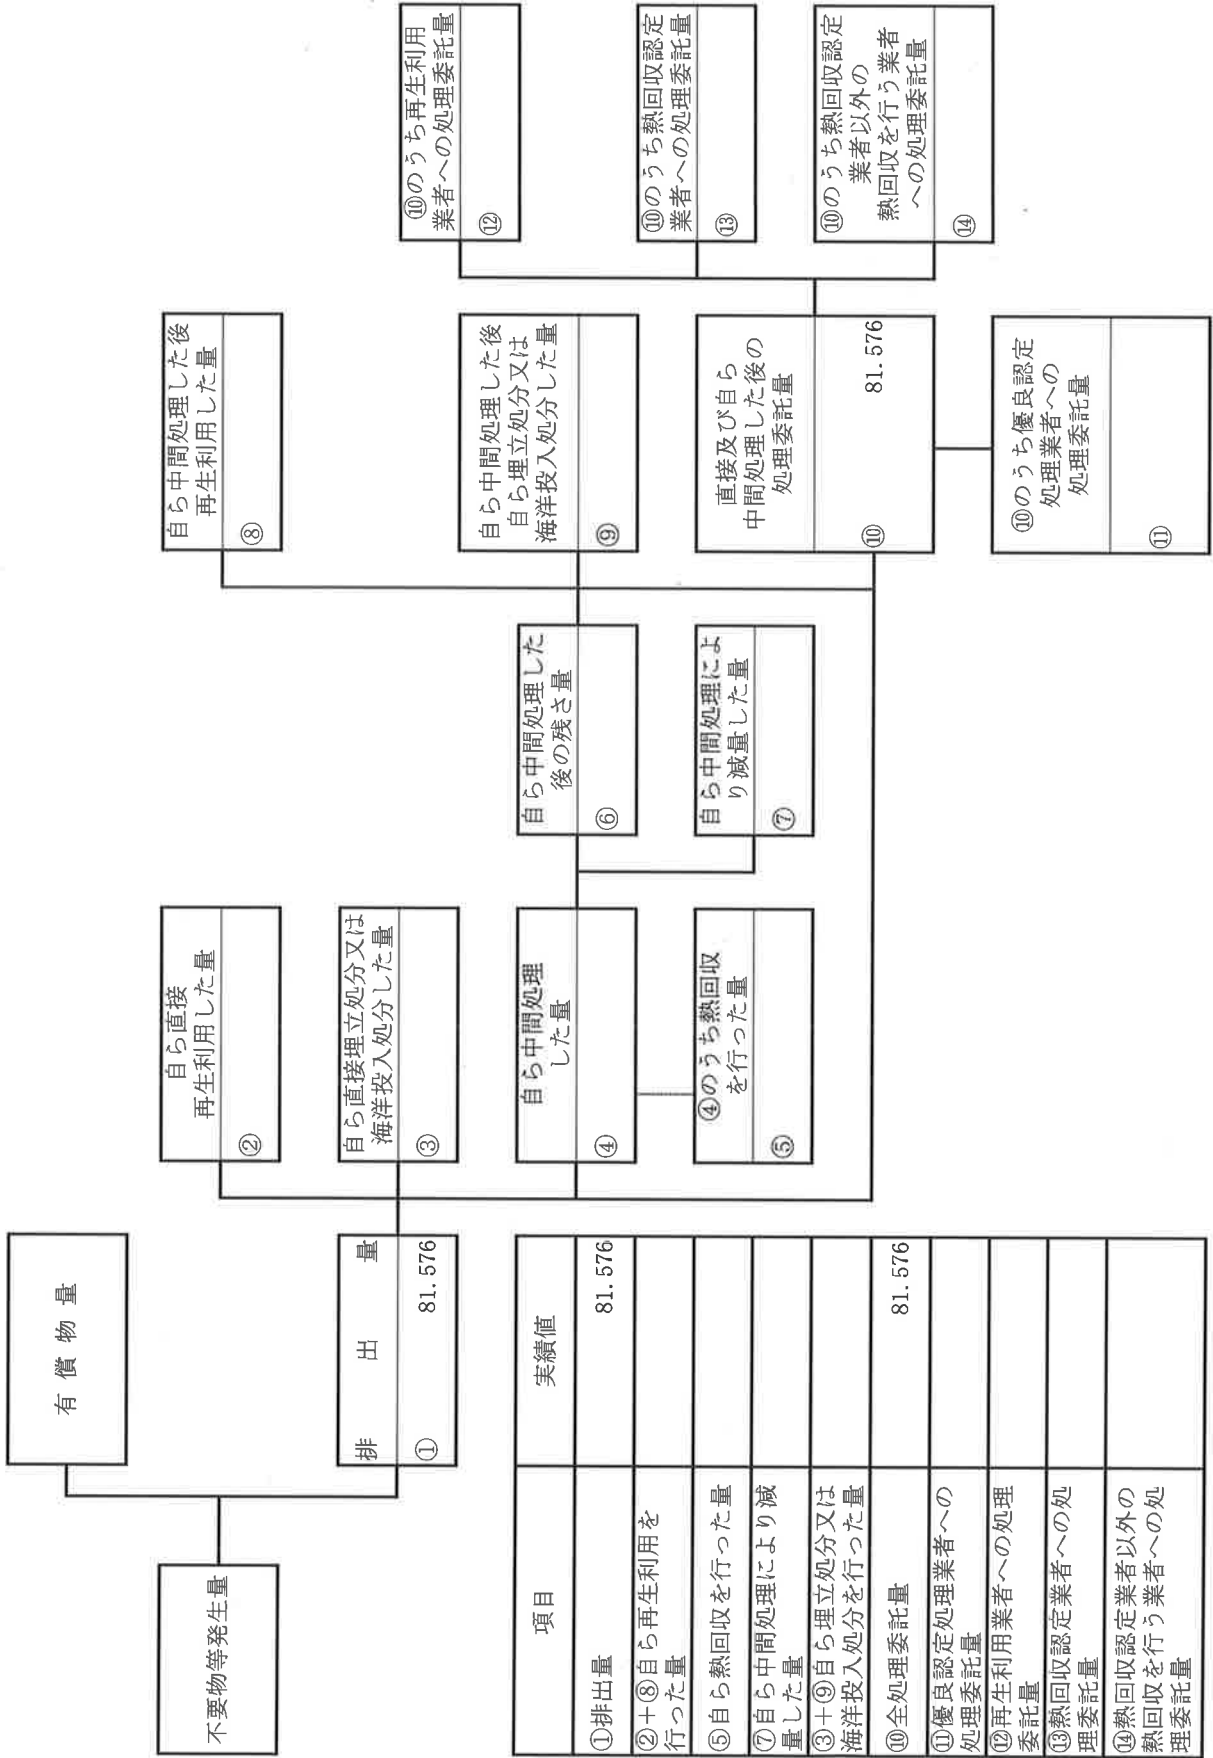 不要物等発生量
有償物量
排出量
① 81.576
自ら直接
再生利用した量
②
自ら直接埋立処分又は
海洋投入処分した量
③
自ら中間処理
した量
④
④のうち熱回収
を行った量
⑤
自ら中間処理した
後の残さ量
⑥
自ら中間処理によ
り減量した量
⑦
自ら中間処理した後
再生利用した量
⑧
自ら中間処理した後
自ら埋立処分又は
海洋投入処分した量
⑨
直接及び自ら
中間処理した後の
処理委託量
⑩ 81.576
⑩のうち優良認定
処理業者への
処理委託量
⑪
⑩のうち再生利用
業者への処理委託量
⑫
⑩のうち熱回収認定
業者への処理委託量
⑬
⑩のうち熱回収認定
業者以外の
熱回収を行う業者
への処理委託量
⑭
項目 実績値
①排出量 81.576
②+⑧自ら再生利用を
行った量
⑤自ら熱回収を行った量
⑦自ら中間処理により減
量した量
③+⑨自ら埋立処分又は
海洋投入処分を行った量
⑩全処理委託量 81.576
⑪優良認定処理業者への
処理委託量
⑫再生利用業者への処理
委託量
⑬熱回収認定業者への処
理委託量
⑭熱回収認定業者以外の
熱回収を行う業者への処
理委託量